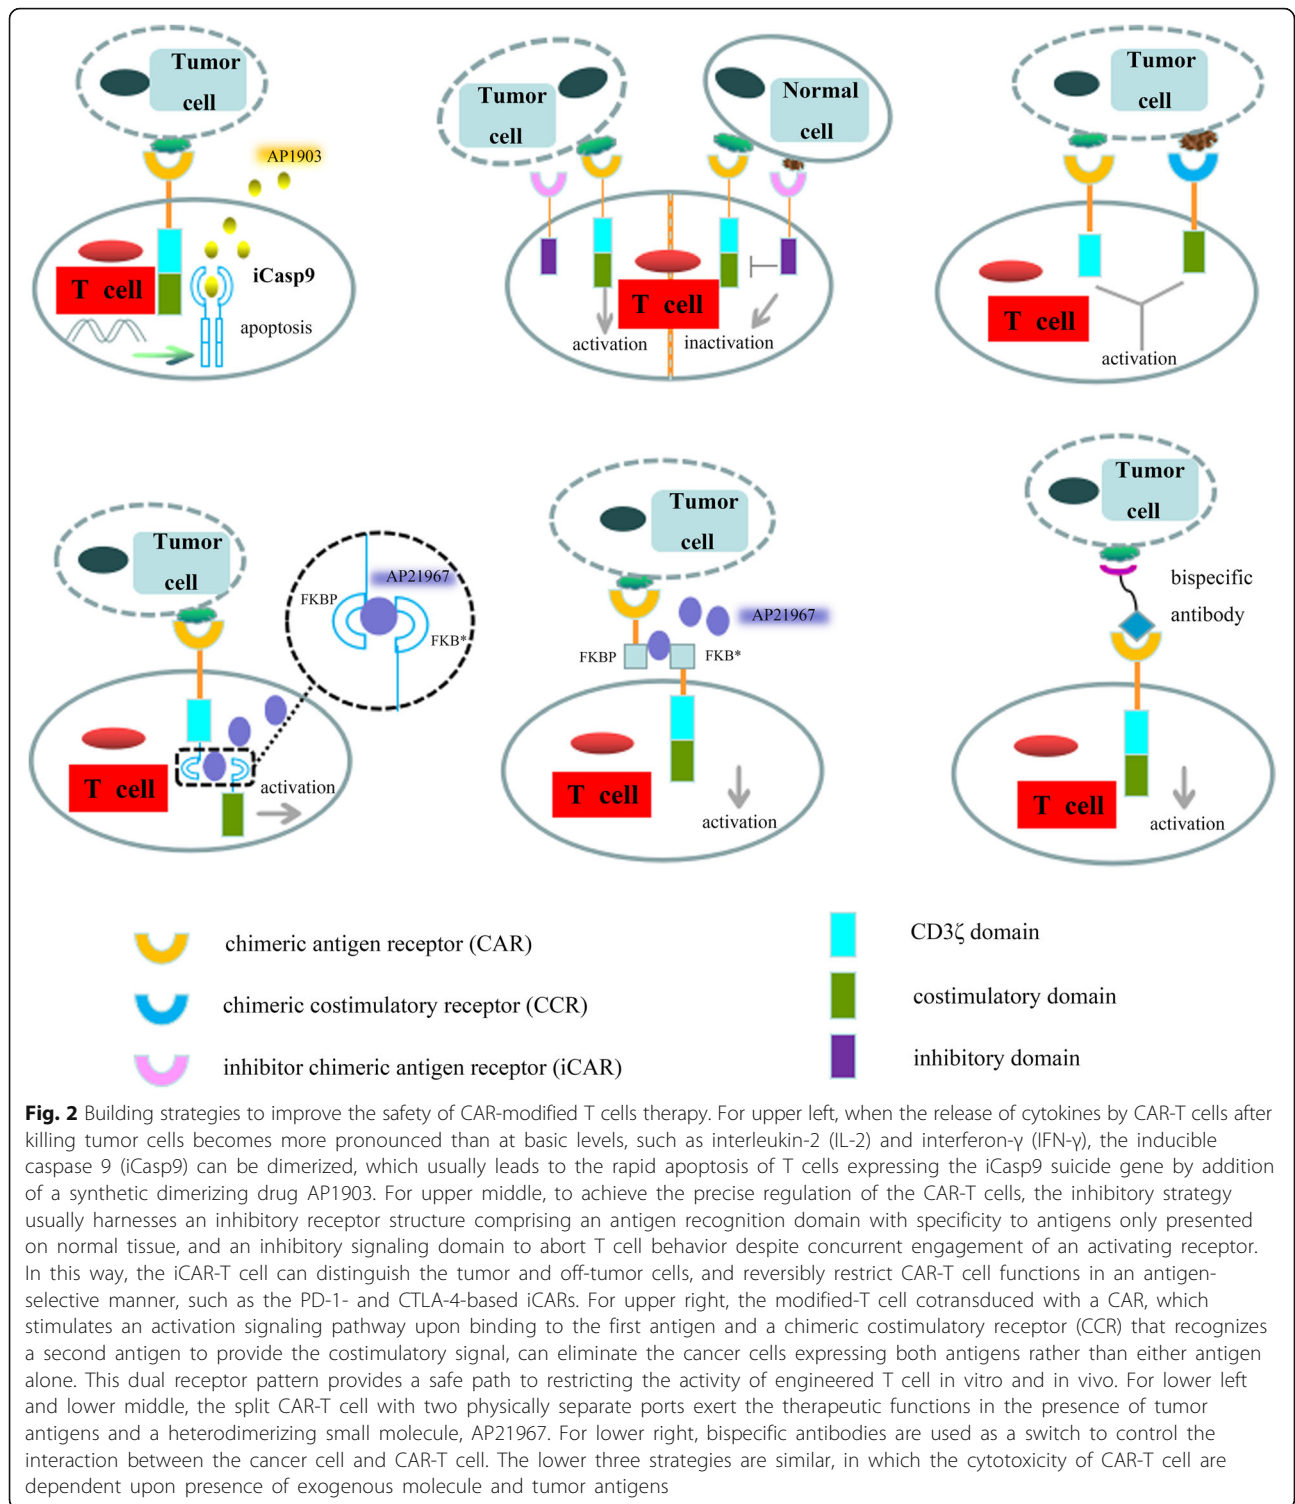 Tumor
cell
AP1903
iCasp9
T cell
apoptosis
Tumor
cell
Normal
cell
T cell
activation
inactivation
Tumor
cell
T cell
activation
Tumor
cell
AP21967
FKBP
FKB*
T cell
activation
Tumor
cell
AP21967
FKBP
FKB*
T cell
activation
Tumor
cell
bispecific
antibody
T cell
activation
chimeric antigen receptor (CAR)
chimeric costimulatory receptor (CCR)
inhibitor chimeric antigen receptor (iCAR)
CD3ζ domain
costimulatory domain
inhibitory domain
Fig. 2 Building strategies to improve the safety of CAR-modified T cells therapy. For upper left, when the release of cytokines by CAR-T cells after
killing tumor cells becomes more pronounced than at basic levels, such as interleukin-2 (IL-2) and interferon-γ (IFN-γ), the inducible
caspase 9 (iCasp9) can be dimerized, which usually leads to the rapid apoptosis of T cells expressing the iCasp9 suicide gene by addition
of a synthetic dimerizing drug AP1903. For upper middle, to achieve the precise regulation of the CAR-T cells, the inhibitory strategy
usually harnesses an inhibitory receptor structure comprising an antigen recognition domain with specificity to antigens only presented
on normal tissue, and an inhibitory signaling domain to abort T cell behavior despite concurrent engagement of an activating receptor.
In this way, the iCAR-T cell can distinguish the tumor and off-tumor cells, and reversibly restrict CAR-T cell functions in an antigen-
selective manner, such as the PD-1- and CTLA-4-based iCARs. For upper right, the modified-T cell cotransduced with a CAR, which
stimulates an activation signaling pathway upon binding to the first antigen and a chimeric costimulatory receptor (CCR) that recognizes
a second antigen to provide the costimulatory signal, can eliminate the cancer cells expressing both antigens rather than either antigen
alone. This dual receptor pattern provides a safe path to restricting the activity of engineered T cell in vitro and in vivo. For lower left
and lower middle, the split CAR-T cell with two physically separate ports exert the therapeutic functions in the presence of tumor
antigens and a heterodimerizing small molecule, AP21967. For lower right, bispecific antibodies are used as a switch to control the
interaction between the cancer cell and CAR-T cell. The lower three strategies are similar, in which the cytotoxicity of CAR-T cell are
dependent upon presence of exogenous molecule and tumor antigens